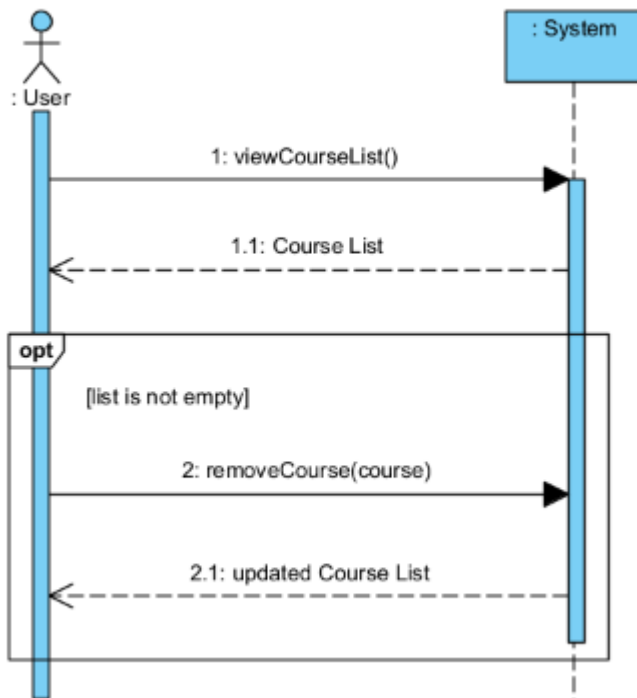 : System
: User
1: viewCourseList()
1.1: Course List
opt
[list is not empty]
2: removeCourse(course)
2.1: updated Course List